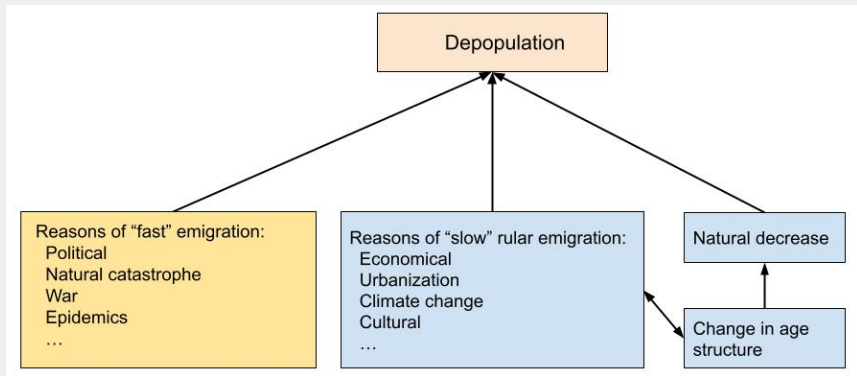 Depopulation
Reasons of “fast” emigration:
Political
Natural catastrophe
War
Epidemics
…
Reasons of “slow” rular emigration:
Economical
Urbanization
Climate change
Cultural
…
Natural decrease
Change in age
structure